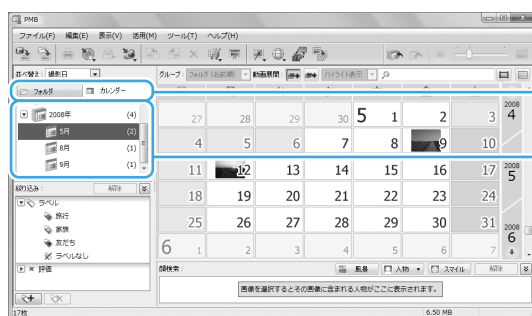 PMB
ファイル(F) 編集(E) 表示(V) 活用(M) ツール(T) ヘルプ(H)
並べ替え: 撮影日
グループ: フォルダ(名前順) 動画展開: ハイライト表示
フォルダ カレンダー
2008年 (4)
5月 (2)
8月 (1)
9月 (1)
絞り込み: 解除
ラベル
旅行
家族
友だち
ラベルなし
評価
27 28 29 30 5 1 2 3
4 5 6 7 8 9 10
11 12 13 14 15 16 17
18 19 20 21 22 23 24
25 26 27 28 29 30 31
6 1 2 3 4 5 6 7
2008
4
2008
5
2008
6
顔検索: 風景 人物 スマイル 解除
画像を選択するとその画像に含まれる人物がここに表示されます。
17枚 6.50 MB